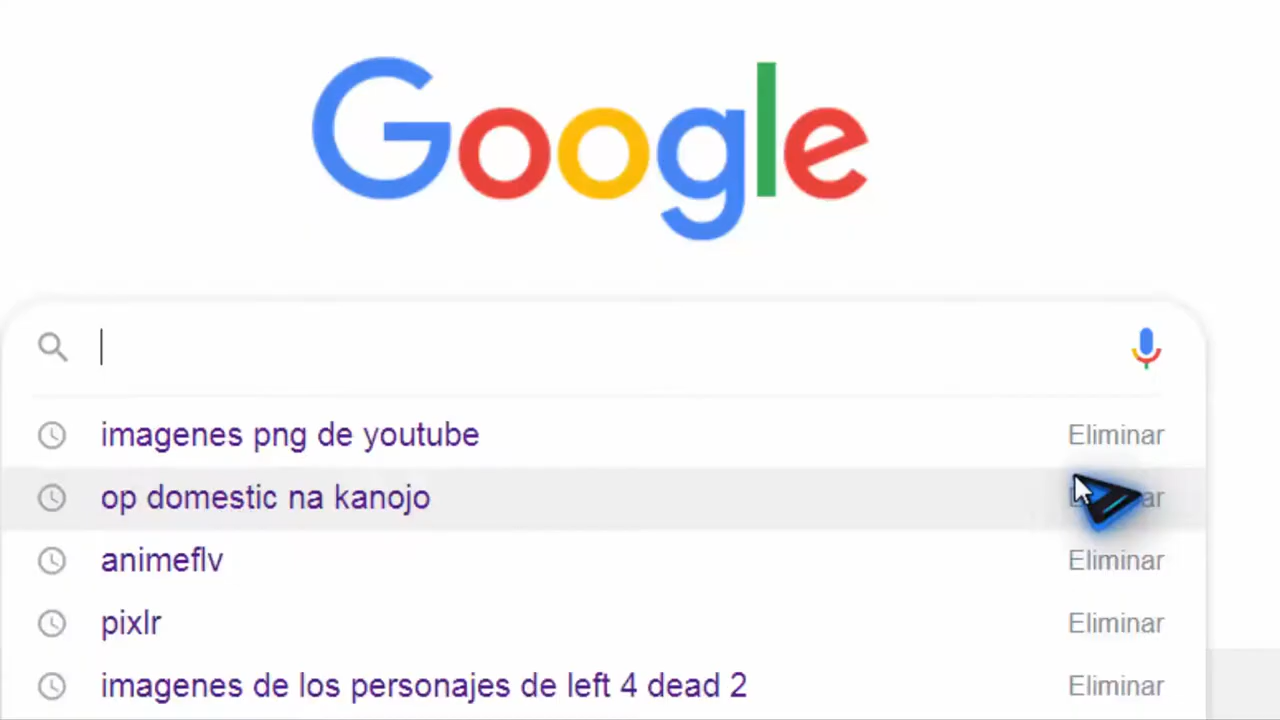 Google
imagenes png de youtube Eliminar
op domestic na kanojo
animeflv Eliminar
pixlr Eliminar
imagenes de los personajes de left 4 dead 2 Eliminar